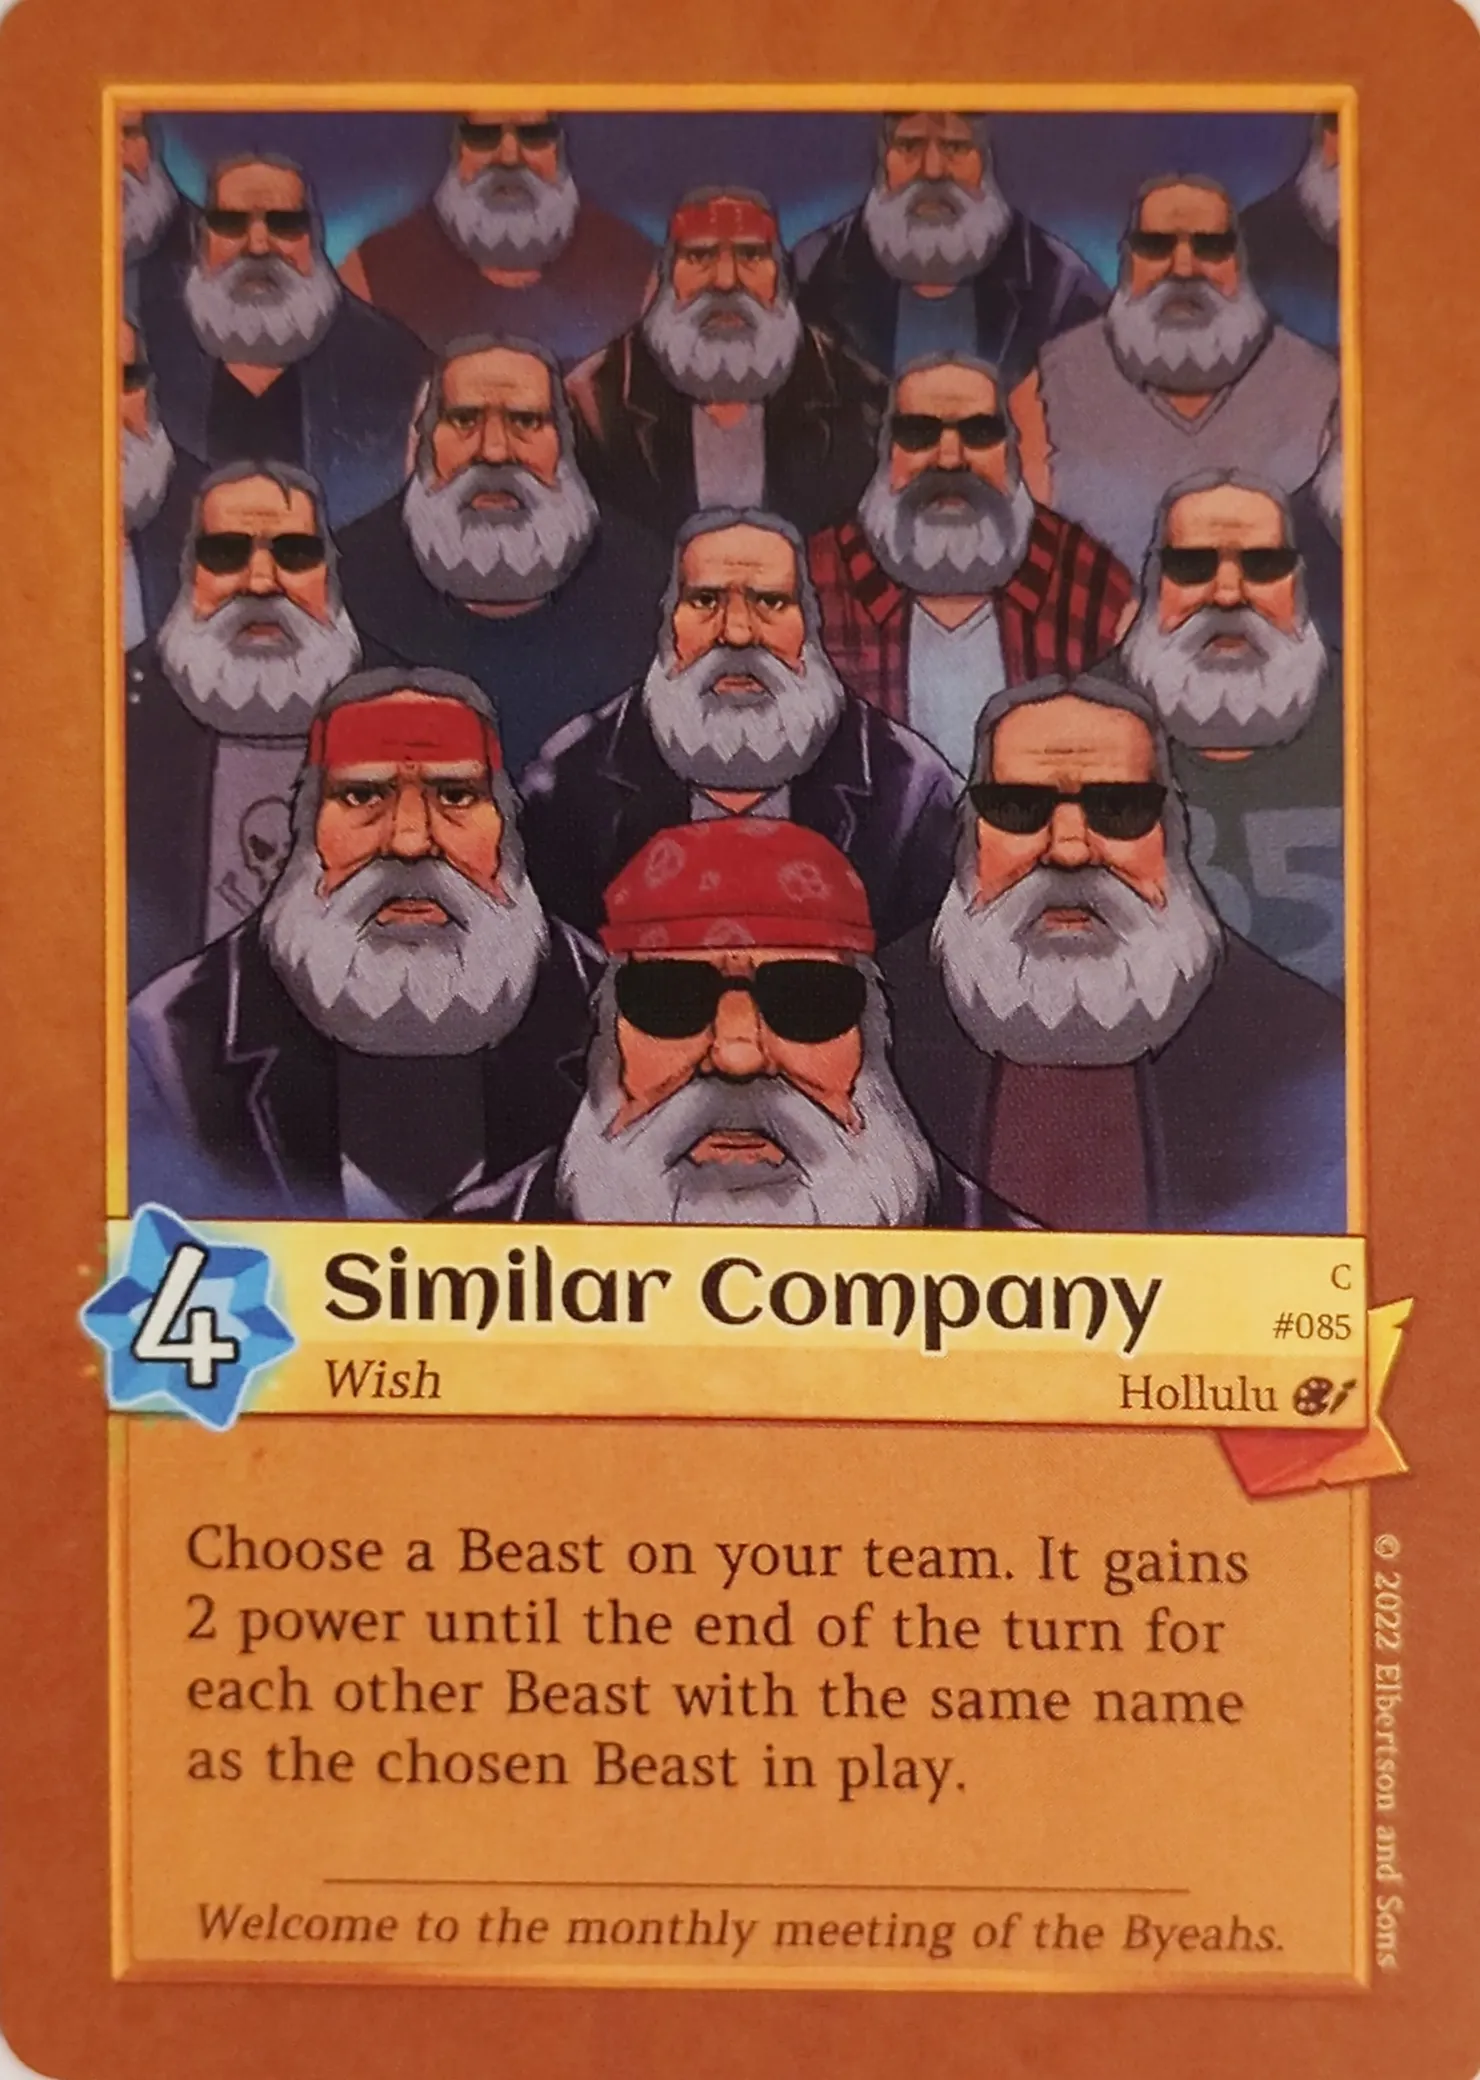 35
4
Similar Company
C
#085
Wish
Hollulu
Choose a Beast on your team. It gains
2 power until the end of the turn for
each other Beast with the same name
as the chosen Beast in play.
Welcome to the monthly meeting of the Byeahs.
© 2022 Elbertson and Sons